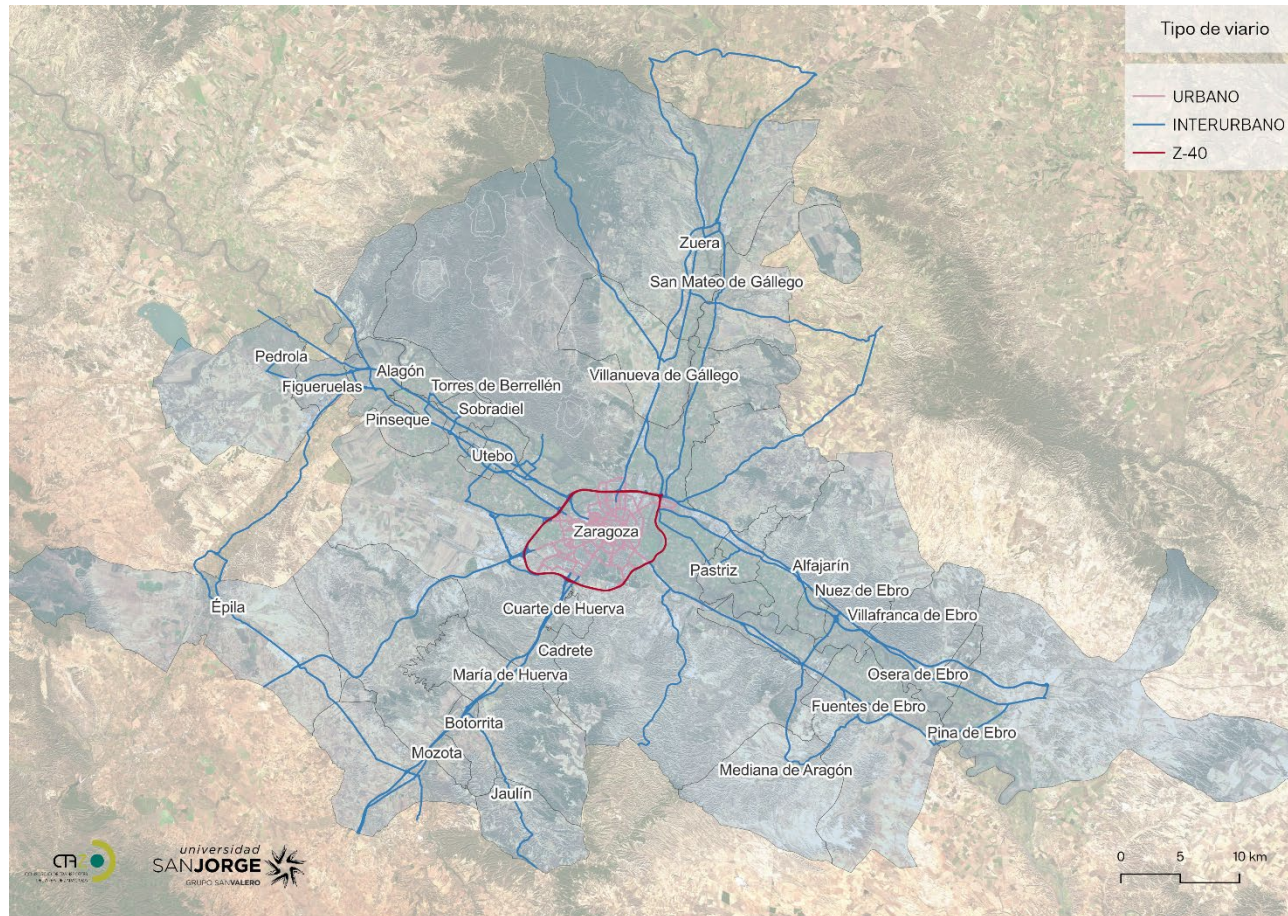 Tipo de viario
URBANO
INTERURBANO
Z-40
Zuera
San Mateo de Gállego
Villanueva de Gállego
Pedrola
Alagón
Figueruelas
Torres de Berrellén
Sobradiel
Pinseque
Utebo
Zaragoza
Pastriz
Alfajarín
Nuez de Ebro
Villafranca de Ebro
Épila
Cuarte de Huerva
Cadrete
María de Huerva
Osera de Ebro
Fuentes de Ebro
Botorrita
Pina de Ebro
Mozota
Mediana de Aragón
Jaulín
universidad
SANJORGE
GRUPO SANVALERO
0 5 10 km